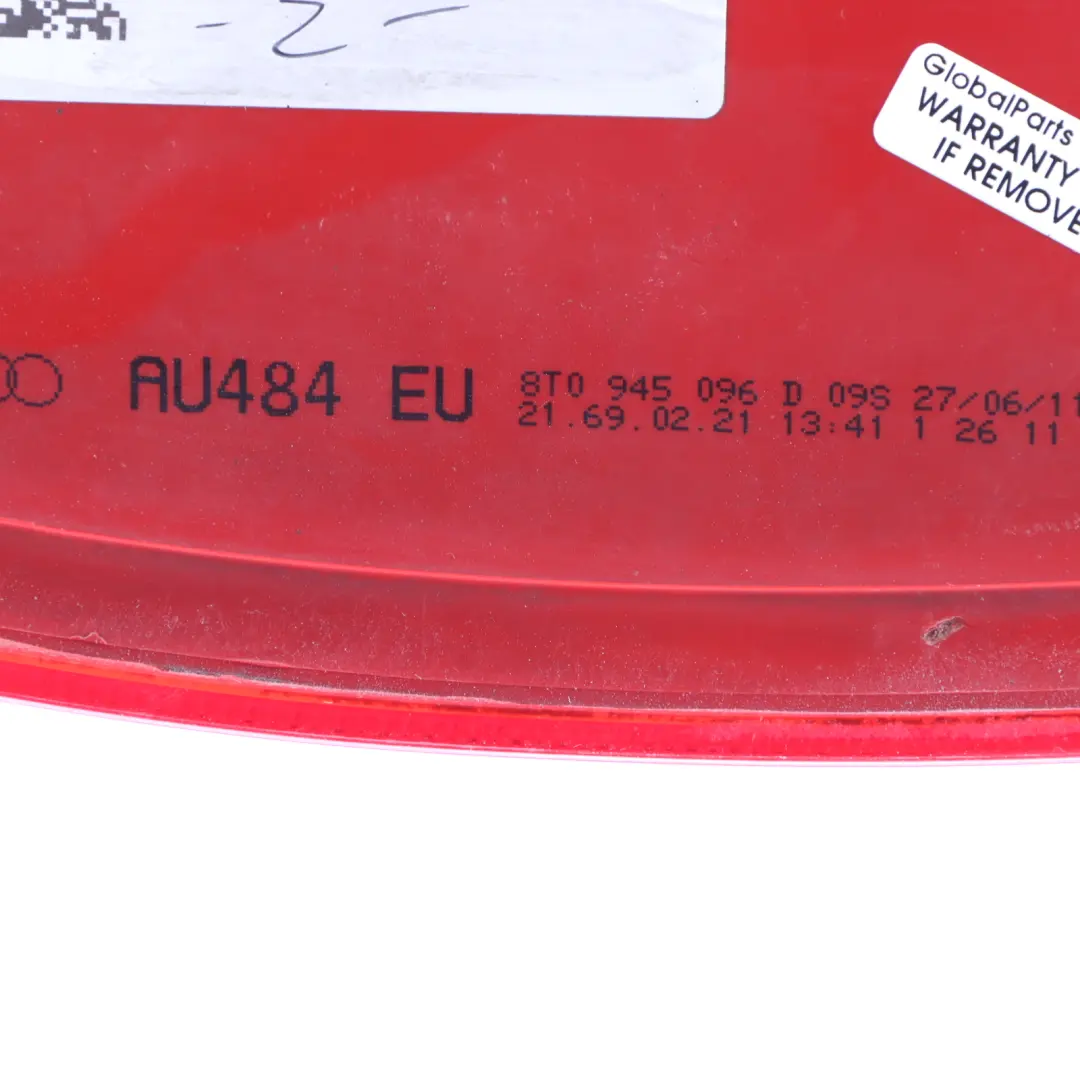 - 2 -
GlobalParts
WARRANTY
IF REMOVE
AU484 EU
8T0 945 096 D 09S 27/06/11
21.69.02.21 13:41 1 26 11